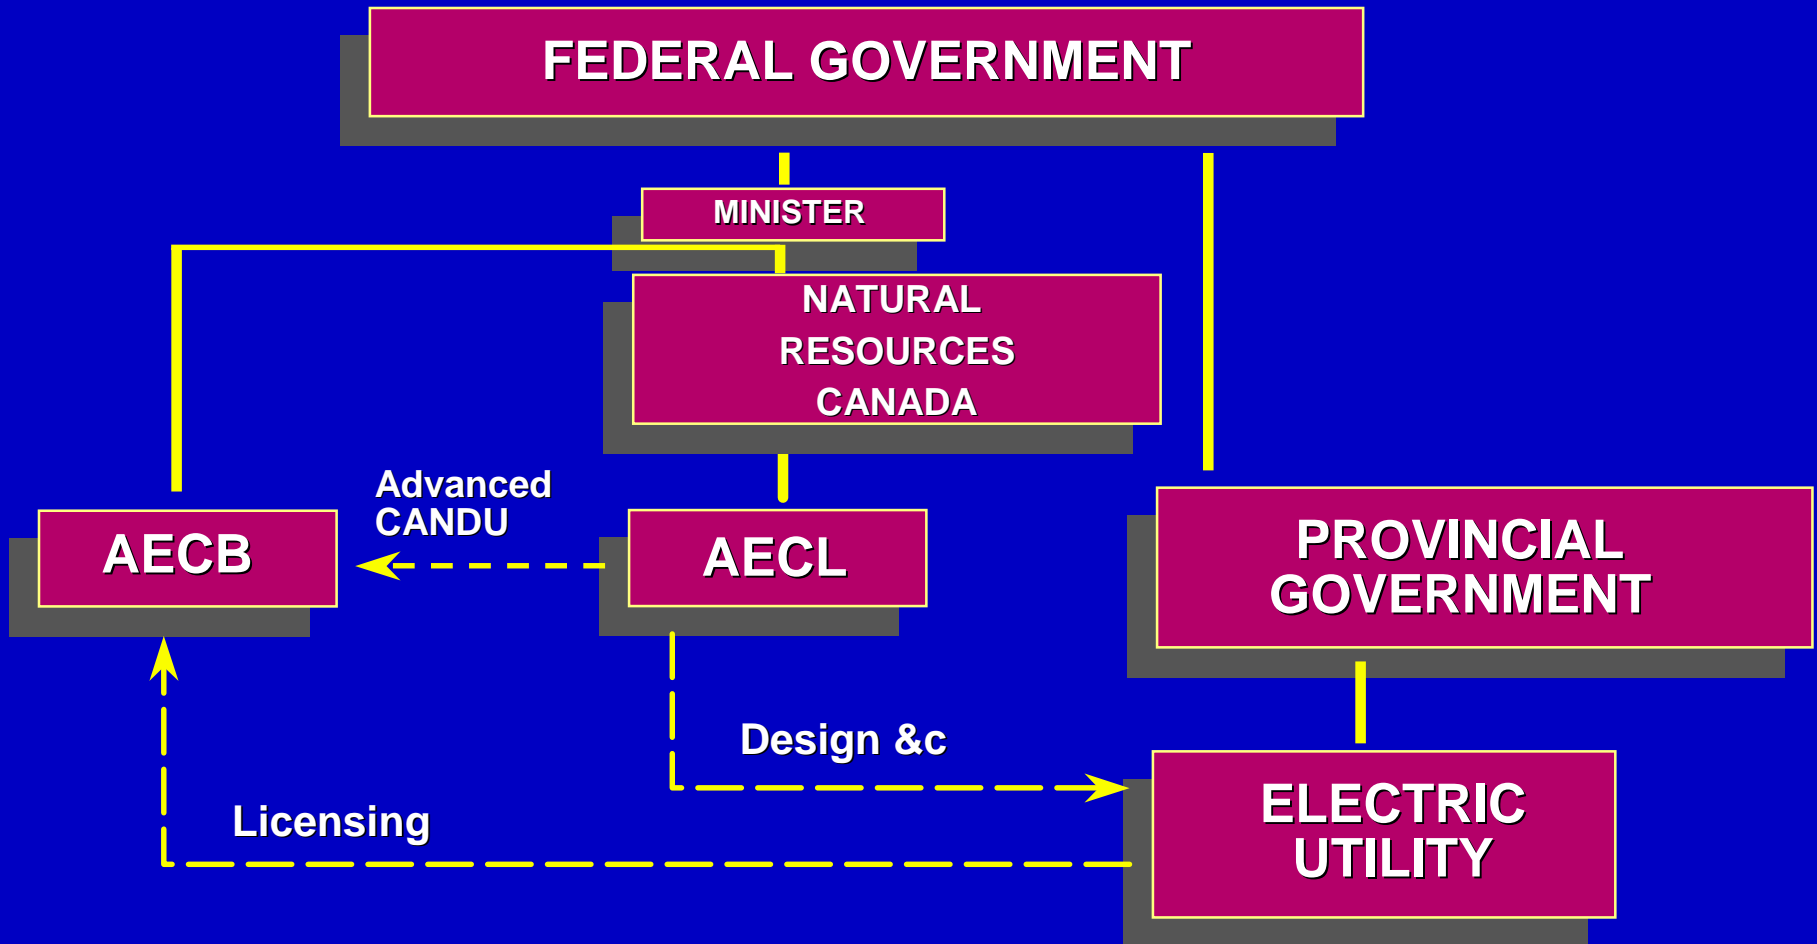 FEDERAL GOVERNMENT
MINISTER
NATURAL
RESOURCES
CANADA
Advanced
CANDU
AECB
AECL
PROVINCIAL
GOVERNMENT
Design &c
Licensing
ELECTRIC
UTILITY